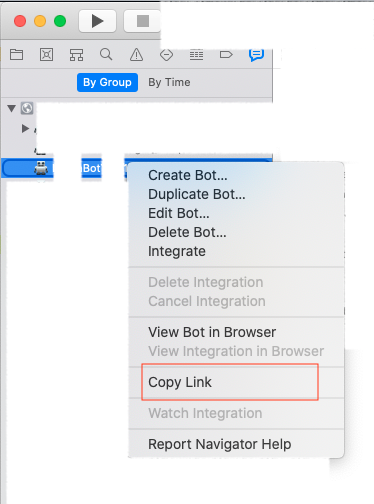 By Group
By Time
Bot
Create Bot...
Duplicate Bot...
Edit Bot...
Delete Bot...
Integrate
Delete Integration
Cancel Integration
View Bot in Browser
View Integration in Browser
Copy Link
Watch Integration
Report Navigator Help